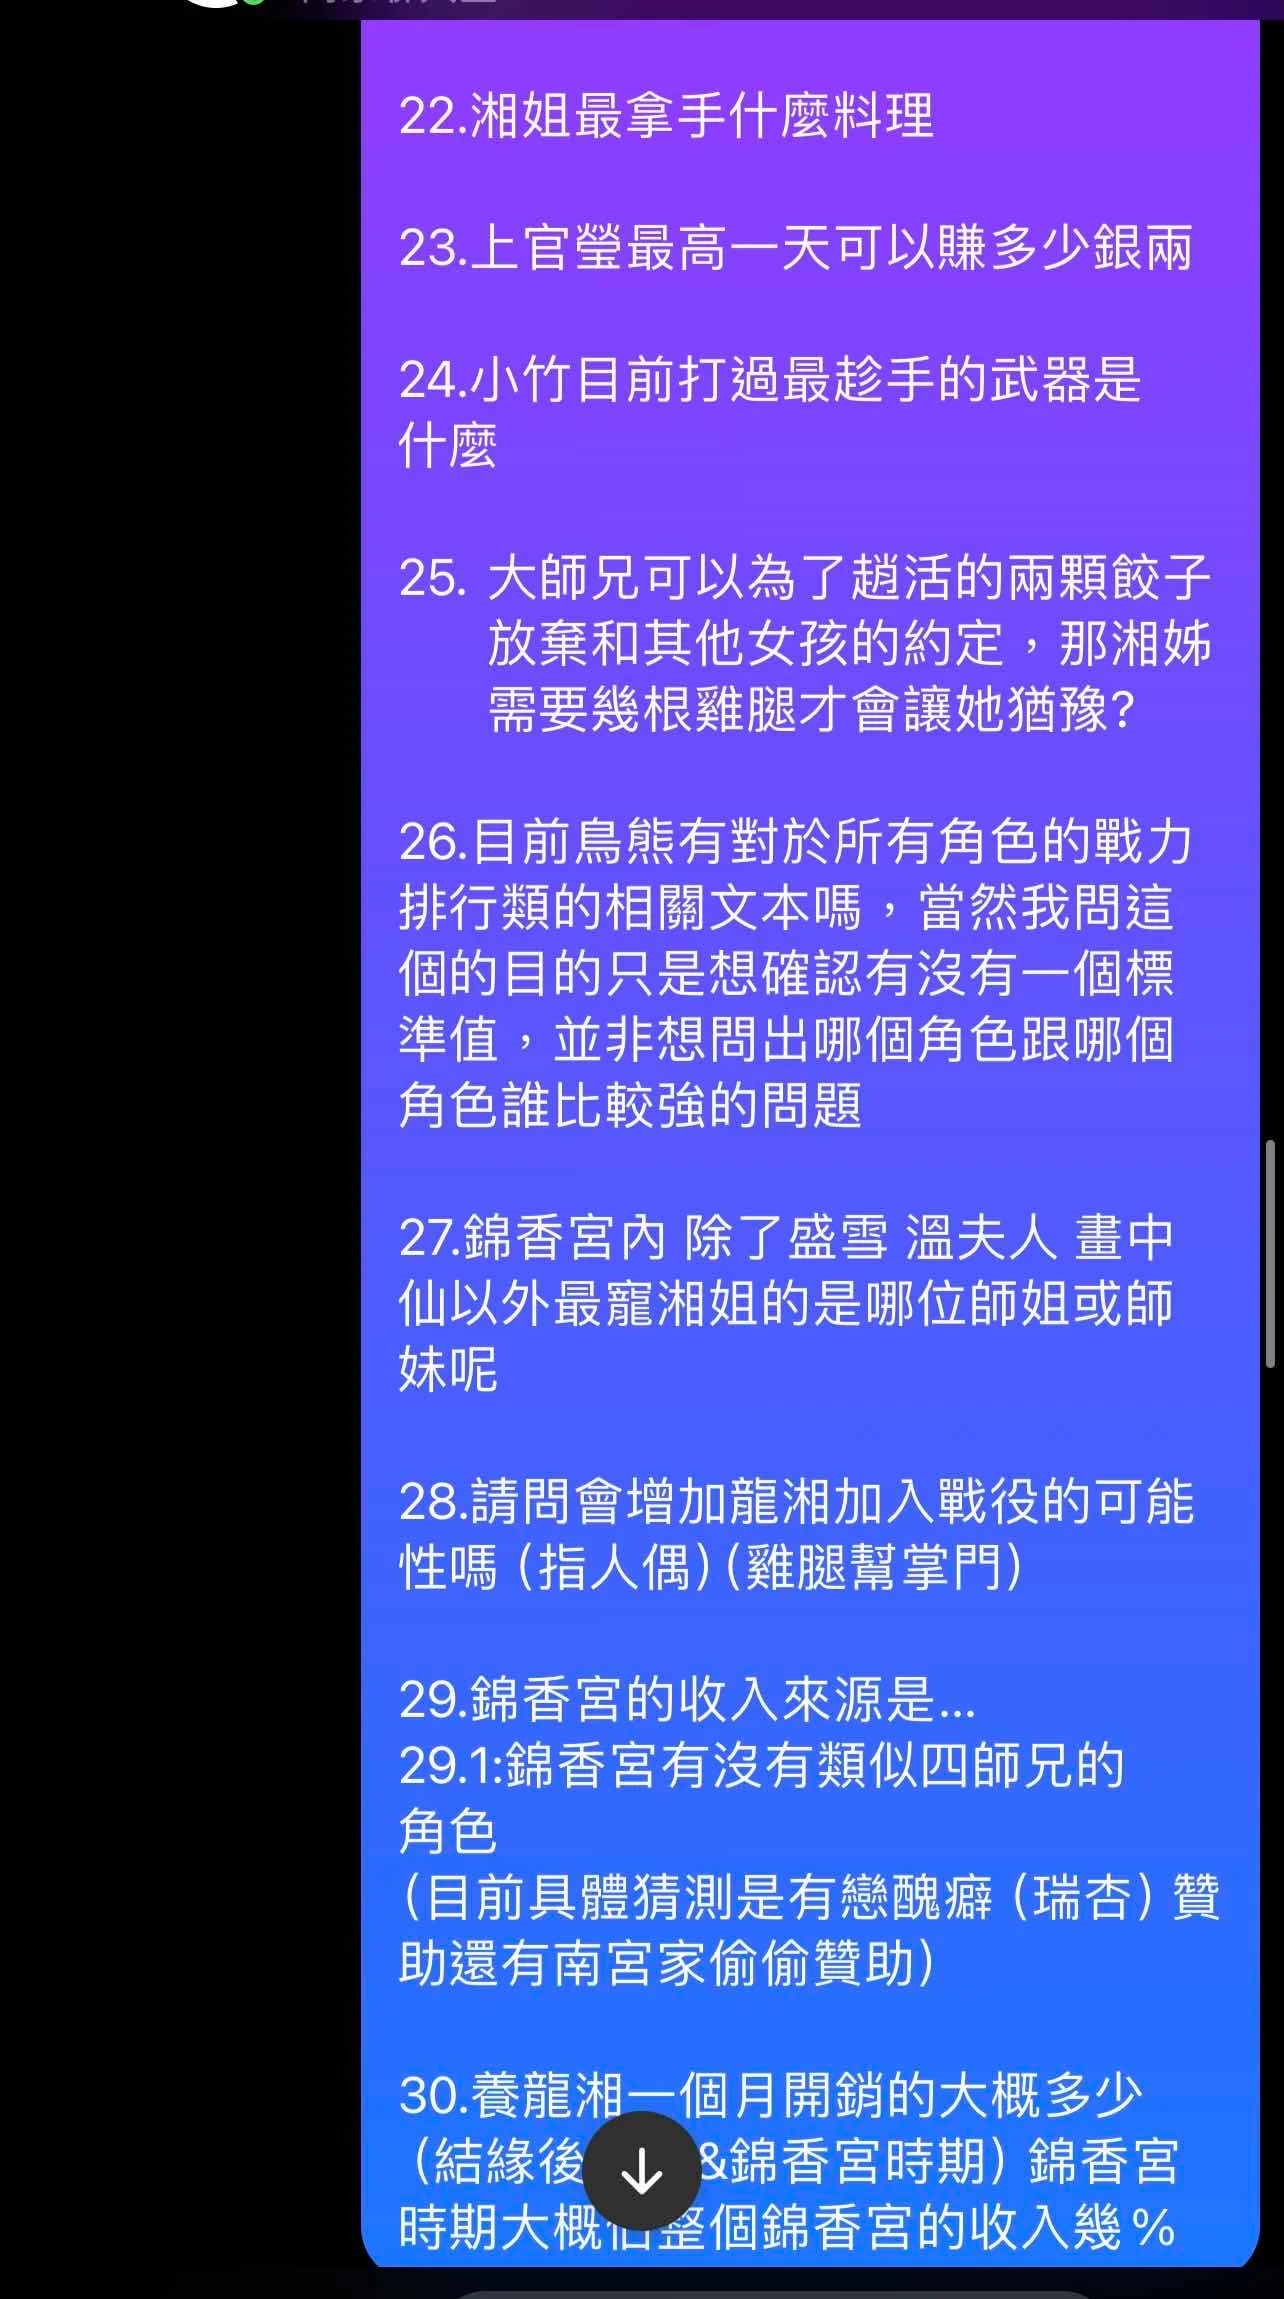 22.湘姐最拿手什麼料理
23.上官瑩最高一天可以賺多少銀兩
24.小竹目前打過最趁手的武器是
什麼
25. 大師兄可以為了趙活的兩顆餃子
放棄和其他女孩的約定，那湘姊
需要幾根雞腿才會讓她猶豫?
26.目前鳥熊有對於所有角色的戰力
排行類的相關文本嗎，當然我問這
個的目的只是想確認有沒有一個標
準值，並非想問出哪個角色跟哪個
角色誰比較強的問題
27.錦香宮內 除了盛雪 溫夫人 畫中
仙以外最寵湘姐的是哪位師姐或師
妹呢
28.請問會增加龍湘加入戰役的可能
性嗎（指人偶）（雞腿幫掌門）
29.錦香宮的收入來源是...
29.1:錦香宮有沒有類似四師兄的
角色
（目前具體猜測是有戀醜癖（瑞杏）贊
助還有南宮家偷偷贊助）
30.養龍湘一個月開銷的大概多少
（結緣後 &錦香宮時期）錦香宮
時期大概 整個錦香宮的收入幾%